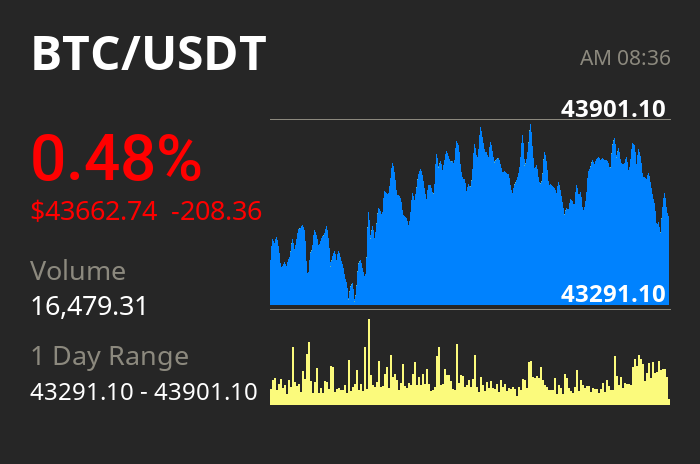 BTC/USDT
AM 08:36
43901.10
0.48%
$43662.74 -208.36
Volume
16,479.31
43291.10
1 Day Range
43291.10 - 43901.10